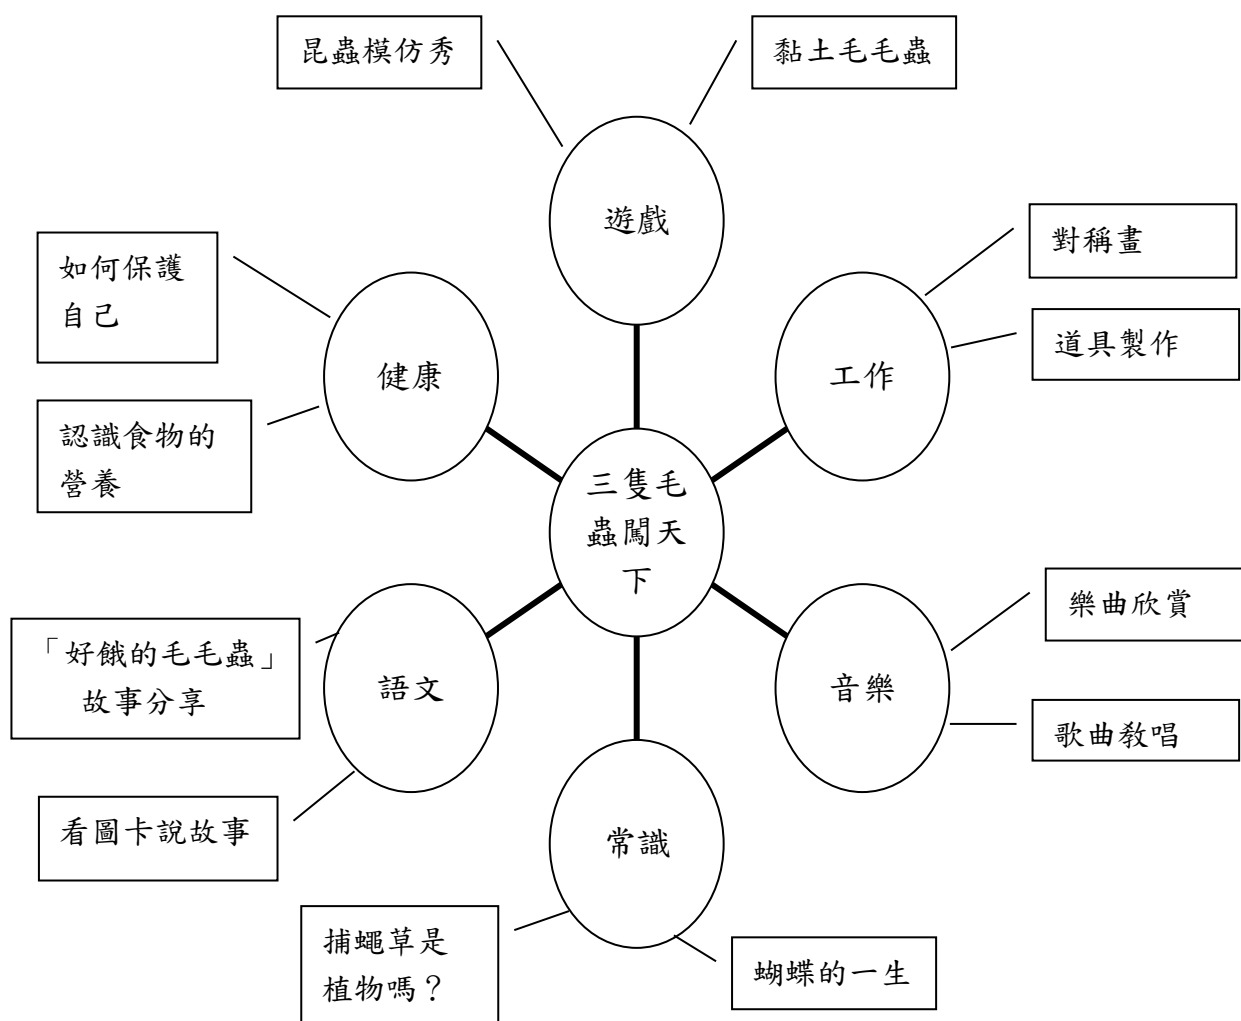 昆蟲模仿秀
黏土毛毛蟲
遊戲
對稱畫
如何保護
自己
道具製作
健康
工作
認識食物的
營養
三隻毛
蟲闖天
下
樂曲欣賞
「好餓的毛毛蟲」
故事分享
語文
音樂
歌曲教唱
看圖卡說故事
常識
捕蠅草是
植物嗎？
蝴蝶的一生